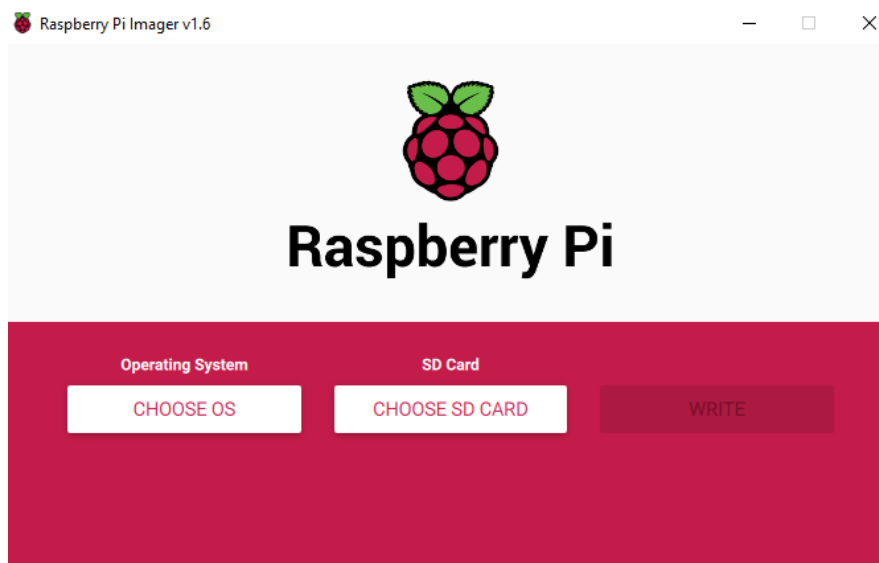 Raspberry Pi Imager v1.6
Raspberry Pi
Operating System
SD Card
CHOOSE OS
CHOOSE SD CARD
WRITE